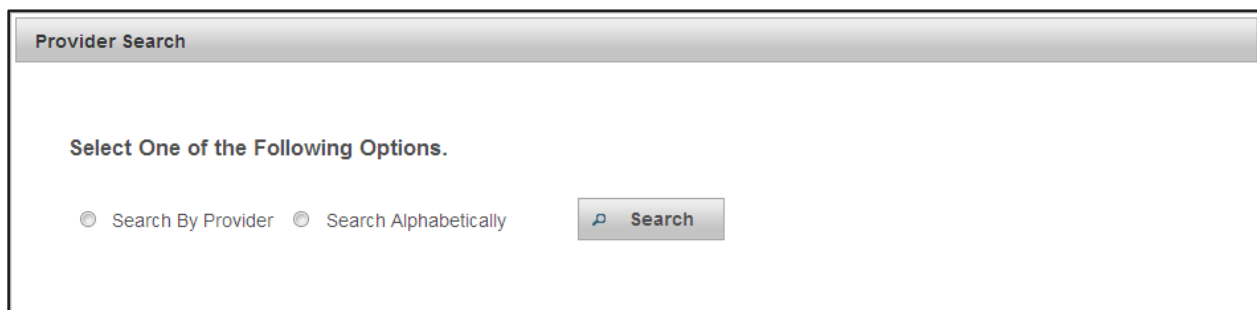 Provider Search
Select One of the Following Options.
Search By Provider Search Alphabetically Search